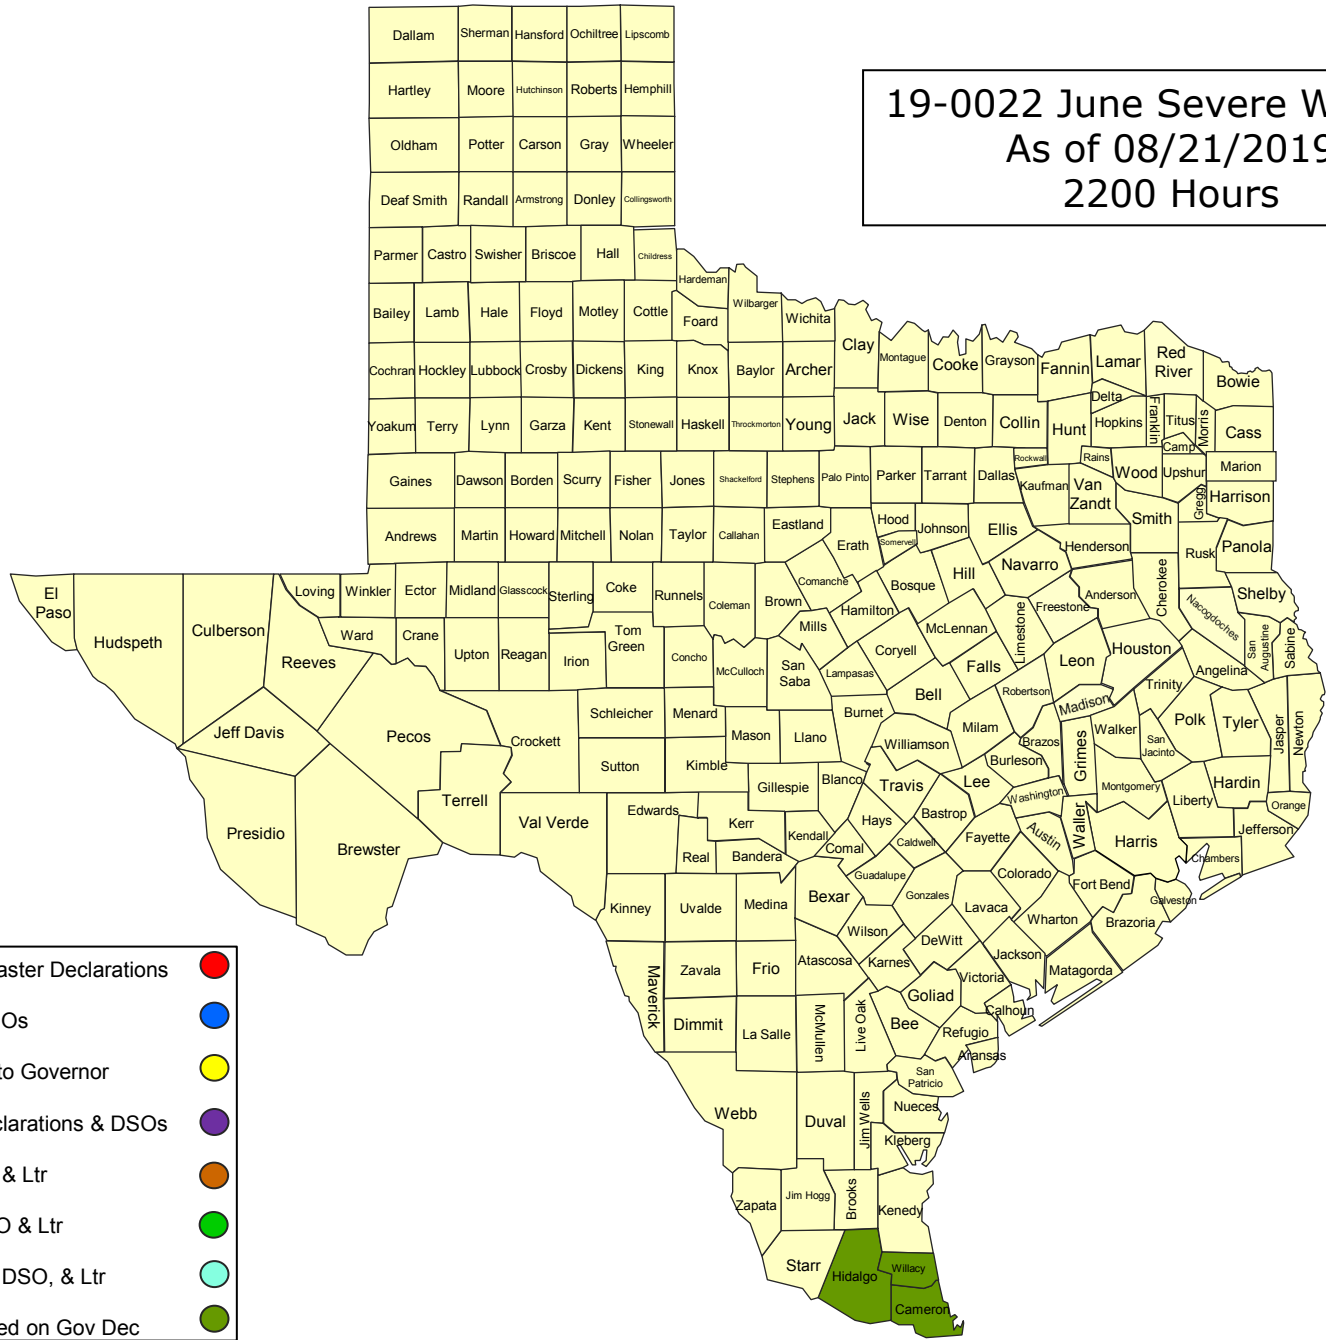 Dallam Sherman Hansford Ochiltree Lipscomb
Hartley Moore Hutchinson Roberts Hemphill
19-0022 June Severe W
As of 08/21/2019
2200 Hours
Oldham Potter Carson Gray Wheeler
Deaf Smith Randall Armstrong Donley Collingsworth
Parmer Castro Swisher Briscoe Hall Childress
Hardeman
Bailey Lamb Hale Floyd Motley Cottle Foard Wilbarger Wichita
Clay Montague Cooke Grayson Fannin Lamar Red River Bowie
Cochran Hockley Lubbock Crosby Dickens King Knox Baylor Archer
Delta
Yoakum Terry Lynn Garza Kent Stonewall Haskell Throckmorton Young Jack Wise Denton Collin Hunt Hopkins Franklin Titus Morris Cass
Camp
Rockwall Rains
Gaines Dawson Borden Scurry Fisher Jones Shackelford Stephens Palo Pinto Parker Tarrant Dallas Kaufman Van Zandt Wood Upshur Marion
Gregg Harrison
Andrews Martin Howard Mitchell Nolan Taylor Callahan Eastland Erath Hood Somervell Johnson Ellis Henderson Smith Rusk Panola
El Paso Hudspeth Culberson Loving Winkler Ector Midland Glasscock Sterling Coke Runnels Coleman Brown Comanche Hamilton Bosque Hill Navarro Freestone Anderson Cherokee Nacogdoches Shelby
Reeves Ward Crane Upton Reagan Irion Tom Green Concho McCulloch San Saba Mills Lampasas Coryell McLennan Limestone Falls Leon Houston Angelina San Augustine Sabine
Jeff Davis Pecos Crockett Schleicher Menard Mason Llano Burnet Bell Milam Robertson Madison Trinity Polk Tyler Jasper Newton
Sutton Kimble Williamson Brazos Burleson Grimes Walker San Jacinto
Presidio Brewster Terrell Val Verde Edwards Kerr Gillespie Blanco Travis Lee Washington Montgomery Liberty Hardin Orange
Real Bandera Kendall Comal Hays Caldwell Bastrop Fayette Austin Waller Harris Chambers Jefferson
Kinney Uvalde Medina Bexar Guadalupe Gonzales Lavaca Colorado Fort Bend Galveston
Wilson DeWitt Wharton Brazoria
Maverick Zavala Frio Atascosa Karnes Goliad Victoria Jackson Matagorda
Dimmit La Salle McMullen Live Oak Bee Refugio Calhoun Aransas
San Patricio
Webb Duval Jim Wells Nueces
Kleberg
Zapata Jim Hogg Brooks Kenedy
Starr Hidalgo Willacy
Cameron
aster Declarations
Os
to Governor
clarations & DSOs
& Ltr
O & Ltr
DSO, & Ltr
ed on Gov Dec